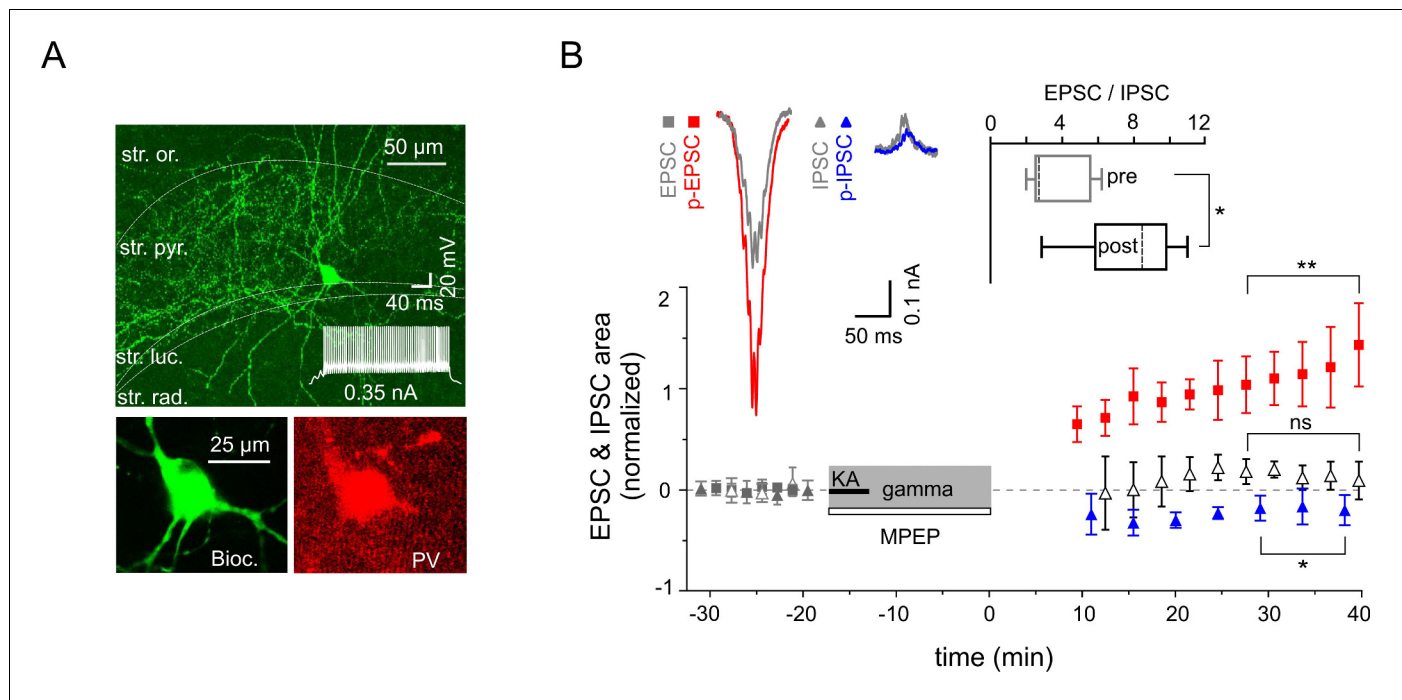 A
str. or.
50 µm
str. pyr.
20 mV
40 ms
str. luc.
0.35 nA
str. rad.
25 µm
Bioc.
PV
B
EPSC
p-EPSC
IPSC
p-IPSC
EPSC / IPSC
0 4 8 12
pre
*
post
0.1 nA
50 ms
**
ns
*
EPSC & IPSC area
(normalized)
2
1
0
-1
KA
gamma
MPEP
-30 -20 -10 0 10 20 30 40
time (min)